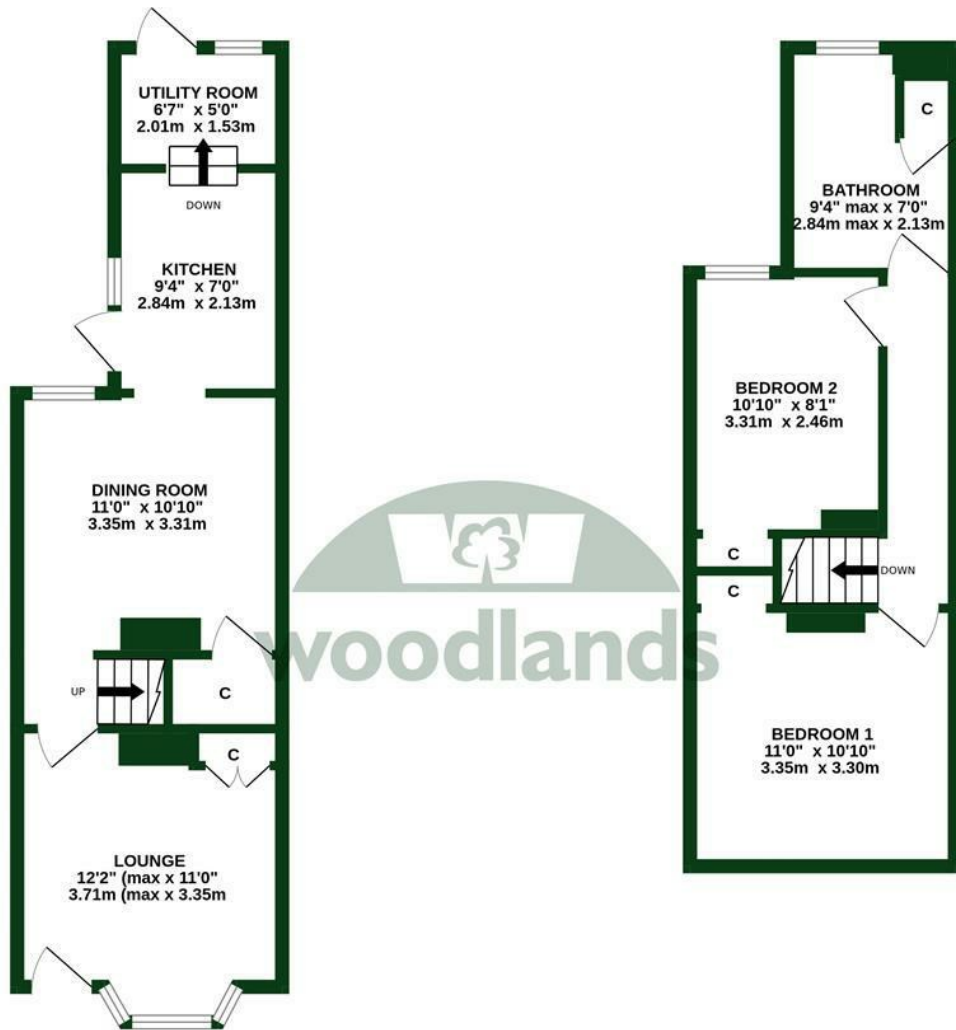 UTILITY ROOM
6'7" x 5'0"
2.01m x 1.53m
DOWN
KITCHEN
9'4" x 7'0"
2.84m x 2.13m
DINING ROOM
11'0" x 10'10"
3.35m x 3.31m
UP
C
C
LOUNGE
12'2" (max x 11'0"
3.71m (max x 3.35m
C
BATHROOM
9'4" max x 7'0"
2.84m max x 2.13m
BEDROOM 2
10'10" x 8'1"
3.31m x 2.46m
C
C
DOWN
BEDROOM 1
11'0" x 10'10"
3.35m x 3.30m
W
woodlands